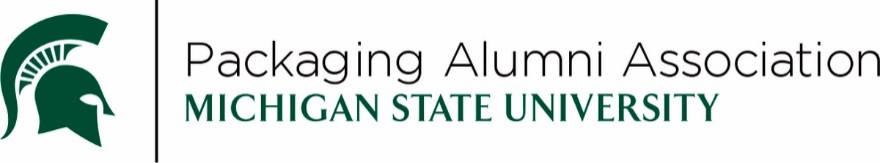 Packaging Alumni Association
MICHIGAN STATE UNIVERSITY